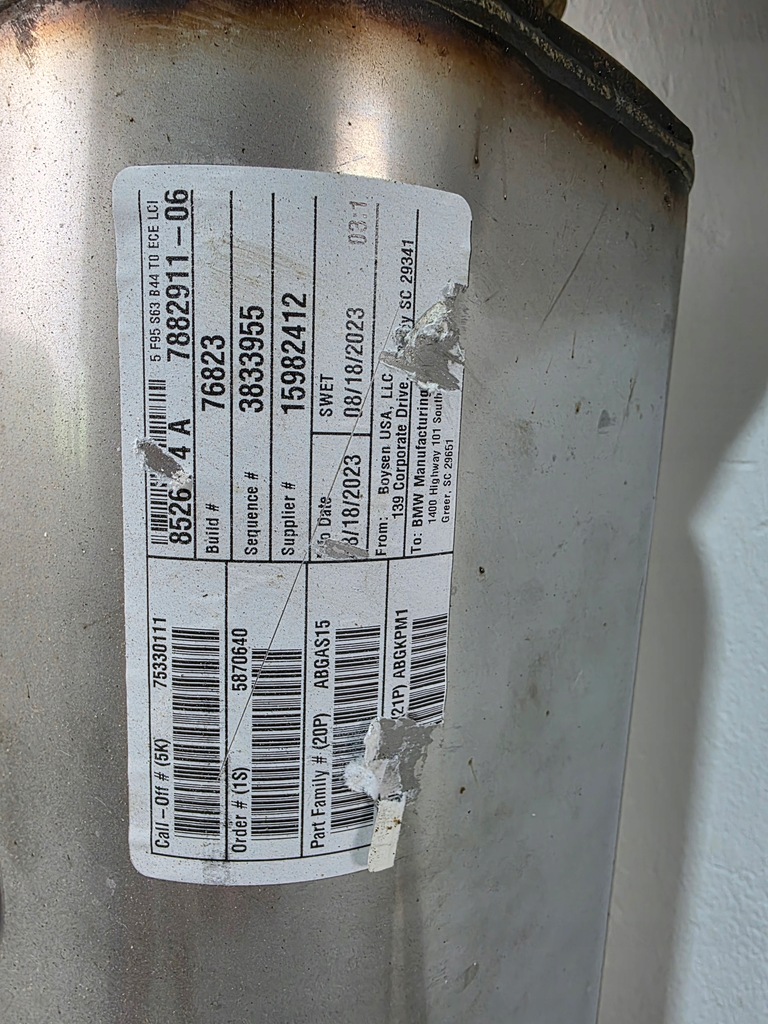 5 F95 S63 B44 T0 ECE LCI
8526 4 A 7882911-06
Build # 76823
Sequence # 3833955
Supplier # 15982412
Date SWET
8/18/2023 08/18/2023 03:1
From: Boysen USA, LLC
139 Corporate Drive, SC 29341
To: BMW Manufacturing
1400 Highway 101 South
Greer, SC 29651
Call-Off # (5K) 75330111
Order # (1S) 5870640
Part Family # (20P) ABGAS15
(21P) ABGKPM1